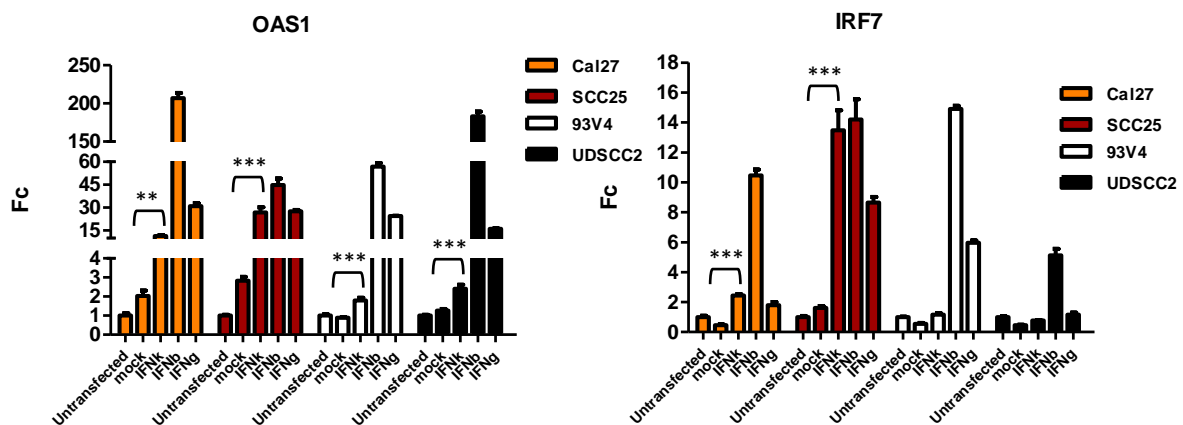 OAS1
Fc
250
200
150
100
60
45
30
15
4
3
2
1
0
**
***
***
***
Untransfected
mock
IFNk
IFNb
IFNg
Untransfected
mock
IFNk
IFNb
IFNg
Untransfected
mock
IFNk
IFNb
IFNg
Untransfected
mock
IFNk
IFNb
IFNg
Cal27
SCC25
93V4
UDSCC2
IRF7
Fc
18
16
14
12
10
8
6
4
2
0
***
***
Untransfected
mock
IFNk
IFNb
IFNg
Untransfected
mock
IFNK
IFNb
IFNg
Untransfected
mock
IFNk
IFNb
IFNg
Untransfected
mock
IFNk
IFNb
IFNg
Cal27
SCC25
93V4
UDSCC2